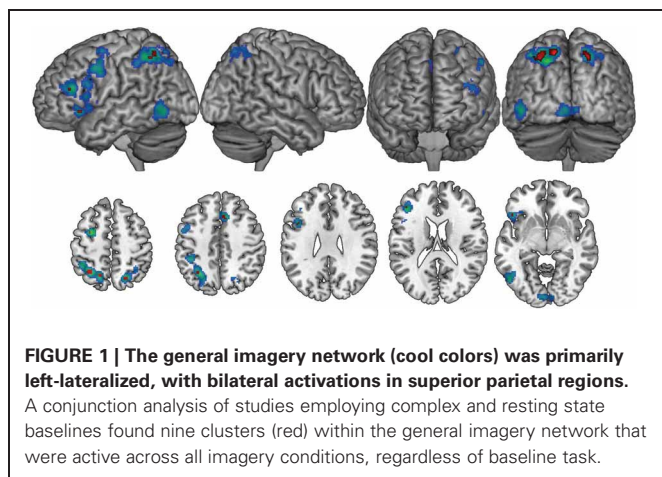 FIGURE 1 | The general imagery network (cool colors) was primarily
left-lateralized, with bilateral activations in superior parietal regions.
A conjunction analysis of studies employing complex and resting state
baselines found nine clusters (red) within the general imagery network that
were active across all imagery conditions, regardless of baseline task.